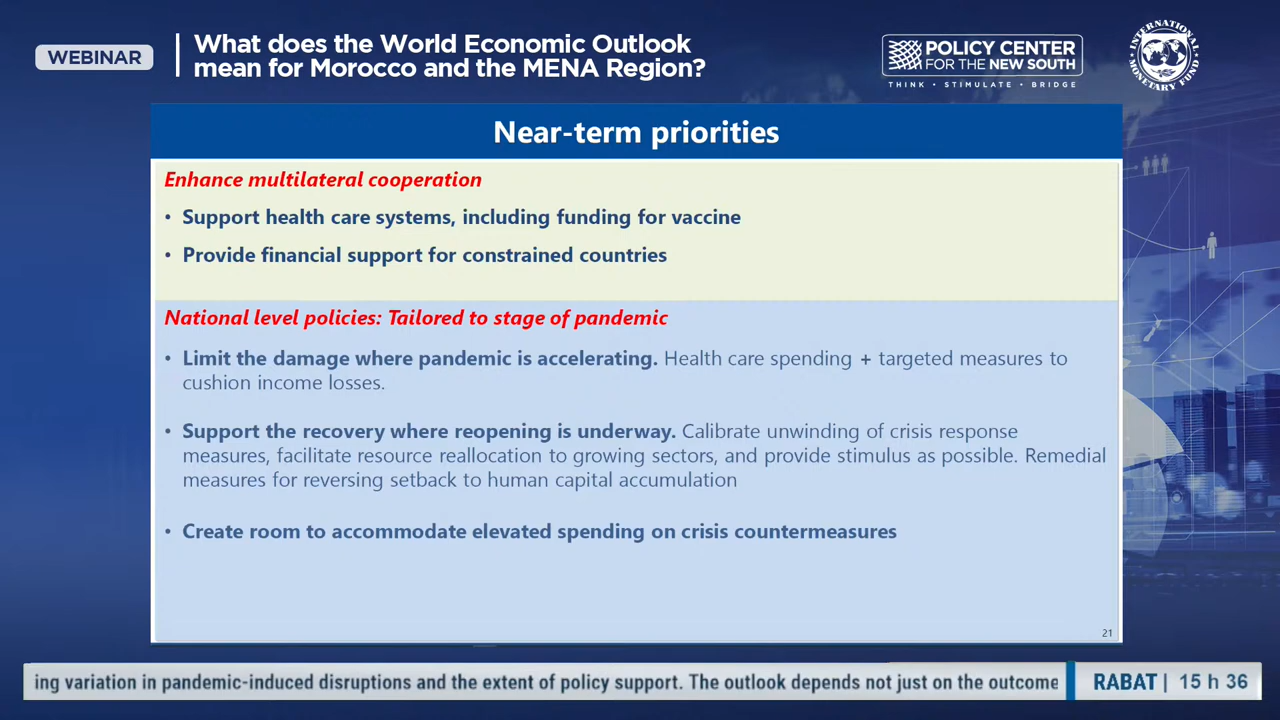 WEBINAR
What does the World Economic Outlook
mean for Morocco and the MENA Region?
POLICY CENTER
FOR THE NEW SOUTH
THINK • STIMULATE • BRIDGE
INTERNATIONAL MONETARY FUND
Near-term priorities
Enhance multilateral cooperation
• Support health care systems, including funding for vaccine
• Provide financial support for constrained countries
National level policies: Tailored to stage of pandemic
• Limit the damage where pandemic is accelerating. Health care spending + targeted measures to
cushion income losses.
• Support the recovery where reopening is underway. Calibrate unwinding of crisis response
measures, facilitate resource reallocation to growing sectors, and provide stimulus as possible. Remedial
measures for reversing setback to human capital accumulation
• Create room to accommodate elevated spending on crisis countermeasures
21
ing variation in pandemic-induced disruptions and the extent of policy support. The outlook depends not just on the outcome
RABAT | 15 h 36